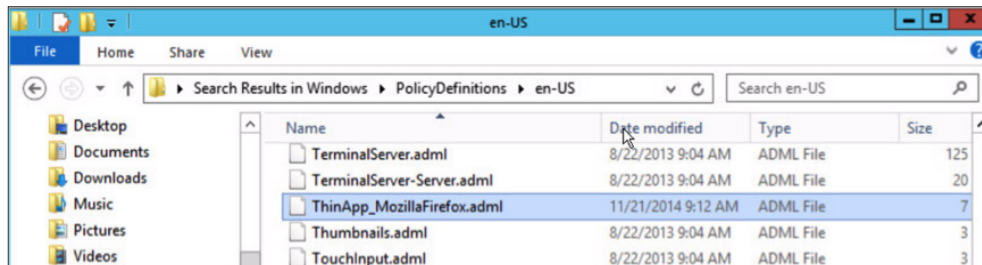 en-US
File Home Share View
Search Results in Windows PolicyDefinitions en-US Search en-US
Desktop Name Date modified Type Size
Documents TerminalServer.adml 8/22/2013 9:04 AM ADML File 125
Downloads TerminalServer-Server.adml 8/22/2013 9:04 AM ADML File 20
Music ThinApp_MozillaFirefox.adml 11/21/2014 9:12 AM ADML File 7
Pictures Thumbnails.adml 8/22/2013 9:04 AM ADML File 3
Videos TouchInput.adml 8/22/2013 9:04 AM ADML File 3